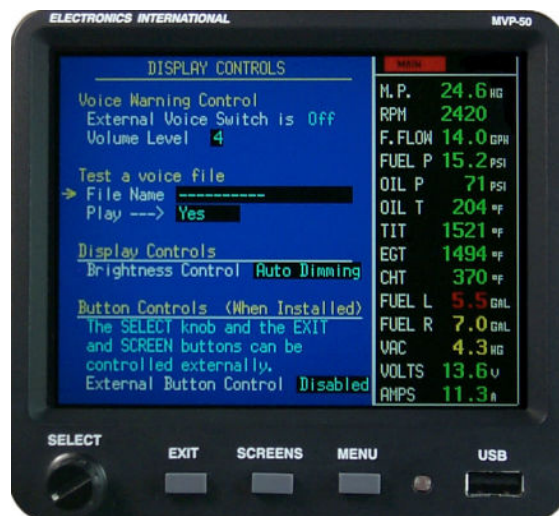 ELECTRONICS INTERNATIONAL
MVP-50
DISPLAY CONTROLS
Voice Warning Control
External Voice Switch is Off
Volume Level 4
Test a voice file
File Name ----------
Play ---> Yes
Display Controls
Brightness Control Auto Dimming
Button Controls (When Installed)
The SELECT knob and the EXIT
and SCREEN buttons can be
controlled externally.
External Button Control Disabled
MAIN
M.P. 24.6 HG
RPM 2420
F.FLOW 14.0 GPH
FUEL P 15.2 PSI
OIL P 71 PSI
OIL T 204 °F
TIT 1521 °F
EGT 1494 °F
CHT 370 °F
FUEL L 5.5 GAL
FUEL R 7.0 GAL
VAC 4.3 HG
VOLTS 13.6 V
AMPS 11.3 A
SELECT
EXIT
SCREENS
MENU
USB